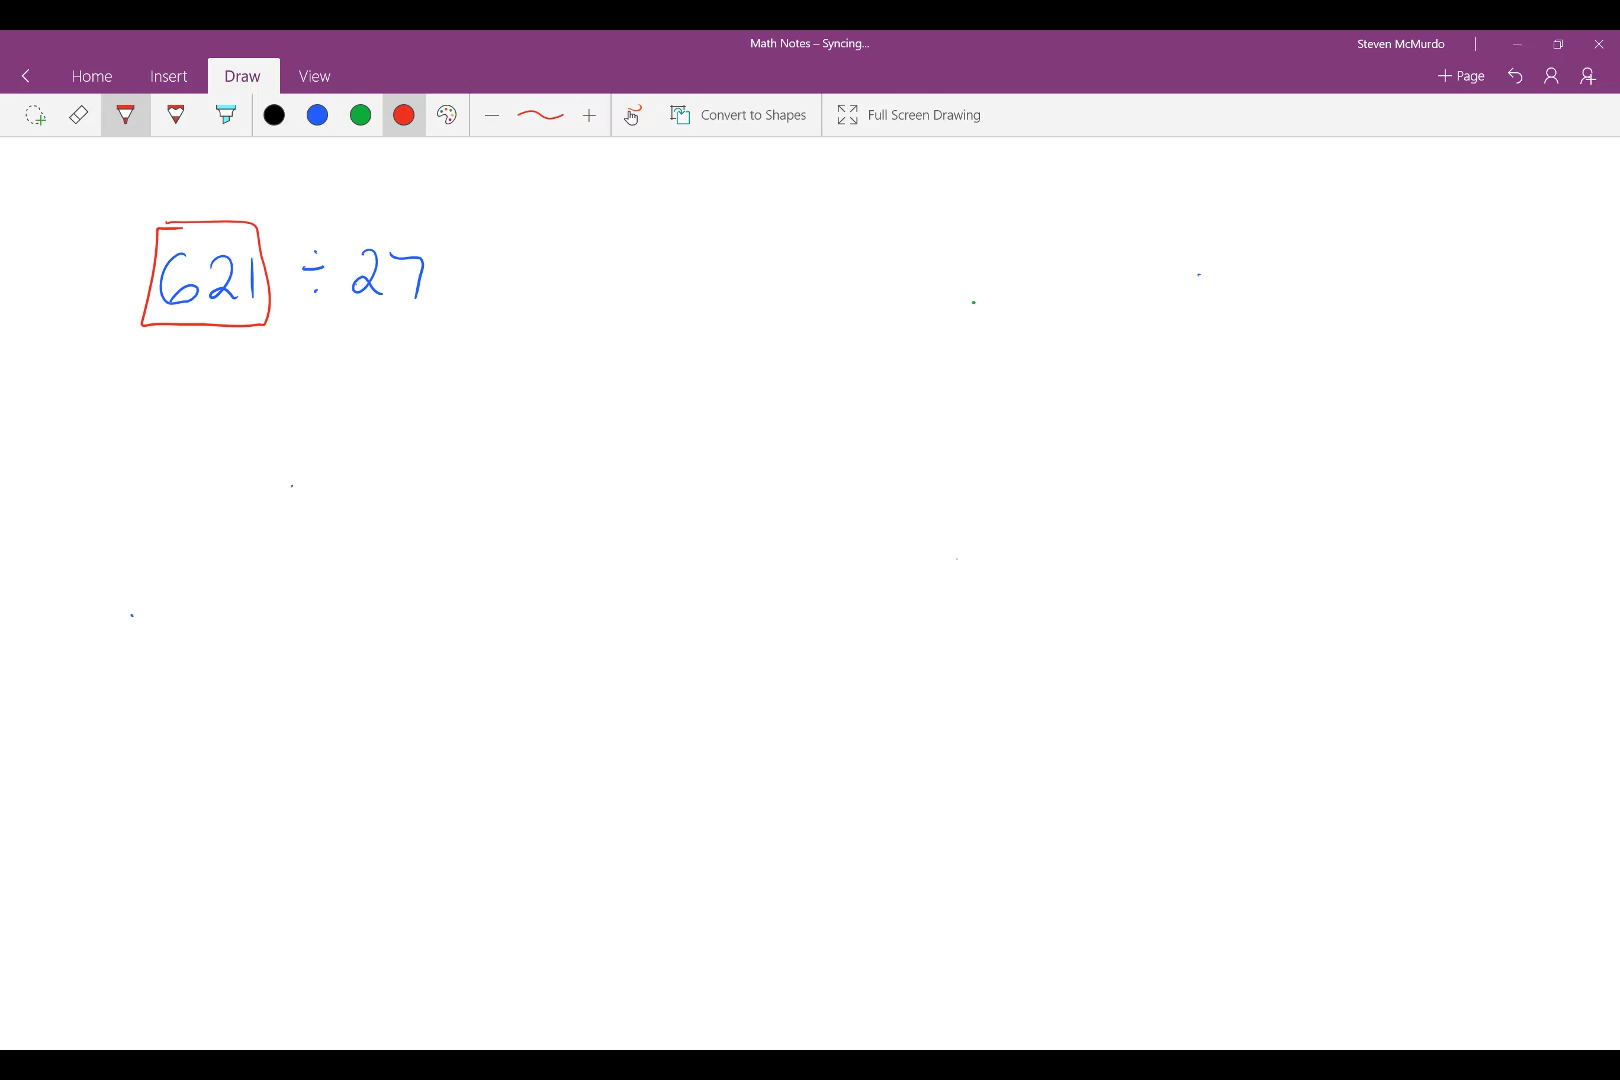 Math Notes – Syncing...
Steven McMurdo
Home Insert Draw View
+ Page
Convert to Shapes
Full Screen Drawing
621 ÷ 27